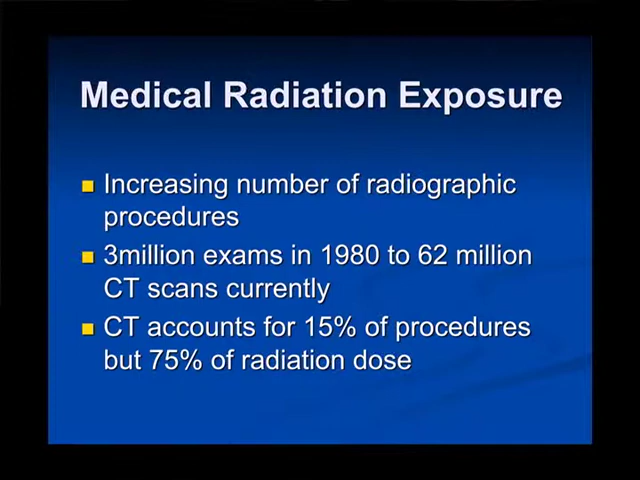 Medical Radiation Exposure
Increasing number of radiographic
procedures
3million exams in 1980 to 62 million
CT scans currently
CT accounts for 15% of procedures
but 75% of radiation dose